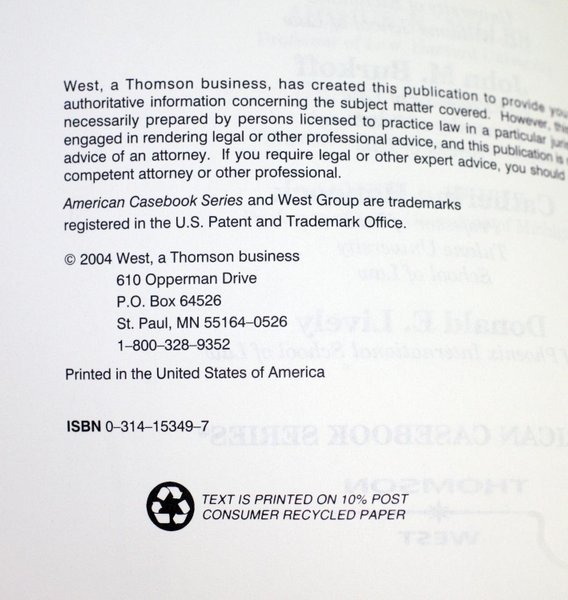 West, a Thomson business, has created this publication to provide you
authoritative information concerning the subject matter covered. However, this
necessarily prepared by persons licensed to practice law in a particular juris
engaged in rendering legal or other professional advice, and this publication is
advice of an attorney. If you require legal or other expert advice, you should
competent attorney or other professional.
American Casebook Series and West Group are trademarks
registered in the U.S. Patent and Trademark Office.
© 2004 West, a Thomson business
610 Opperman Drive
P.O. Box 64526
St. Paul, MN 55164–0526
1–800–328–9352
Printed in the United States of America
ISBN 0–314–15349–7
TEXT IS PRINTED ON 10% POST
CONSUMER RECYCLED PAPER